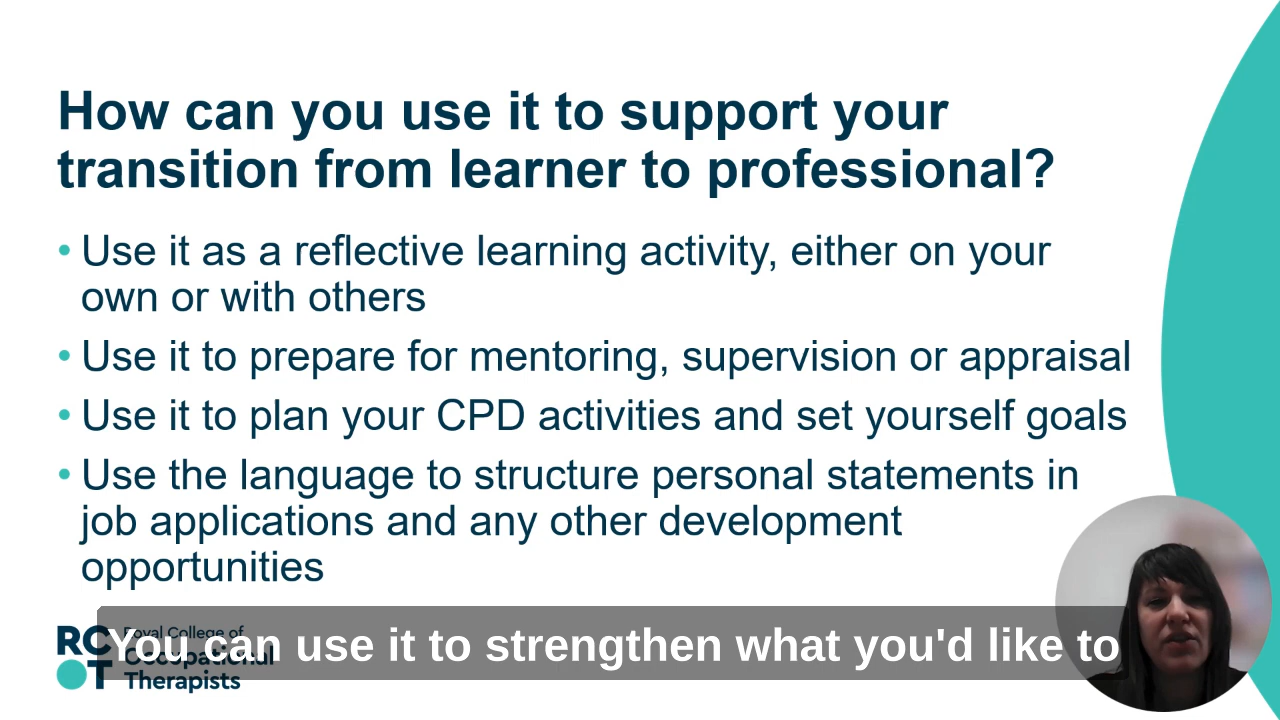 How can you use it to support your
transition from learner to professional?
• Use it as a reflective learning activity, either on your
own or with others
• Use it to prepare for mentoring, supervision or appraisal
• Use it to plan your CPD activities and set yourself goals
• Use the language to structure personal statements in
job applications and any other development
opportunities
You can use it to strengthen what you'd like to
RCOT
Royal College of
Occupational
Therapists